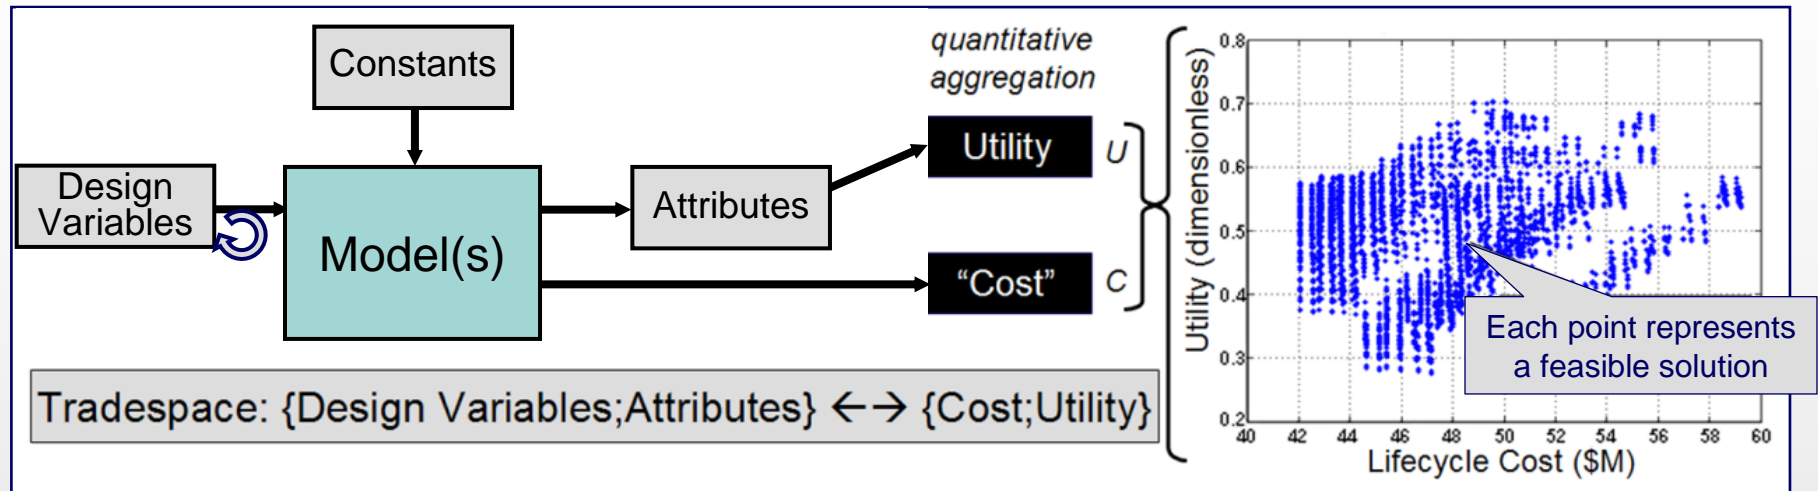 Constants
Design
Variables
Model(s)
Attributes
quantitative
aggregation
Utility
U
“Cost”
C
Tradespace: {Design Variables;Attributes} ←→ {Cost;Utility}
Utility (dimensionless)
0.8
0.7
0.6
0.5
0.4
0.3
0.2
40 42 44 46 48 50 52 54 56 58 60
Lifecycle Cost ($M)
Each point represents
a feasible solution